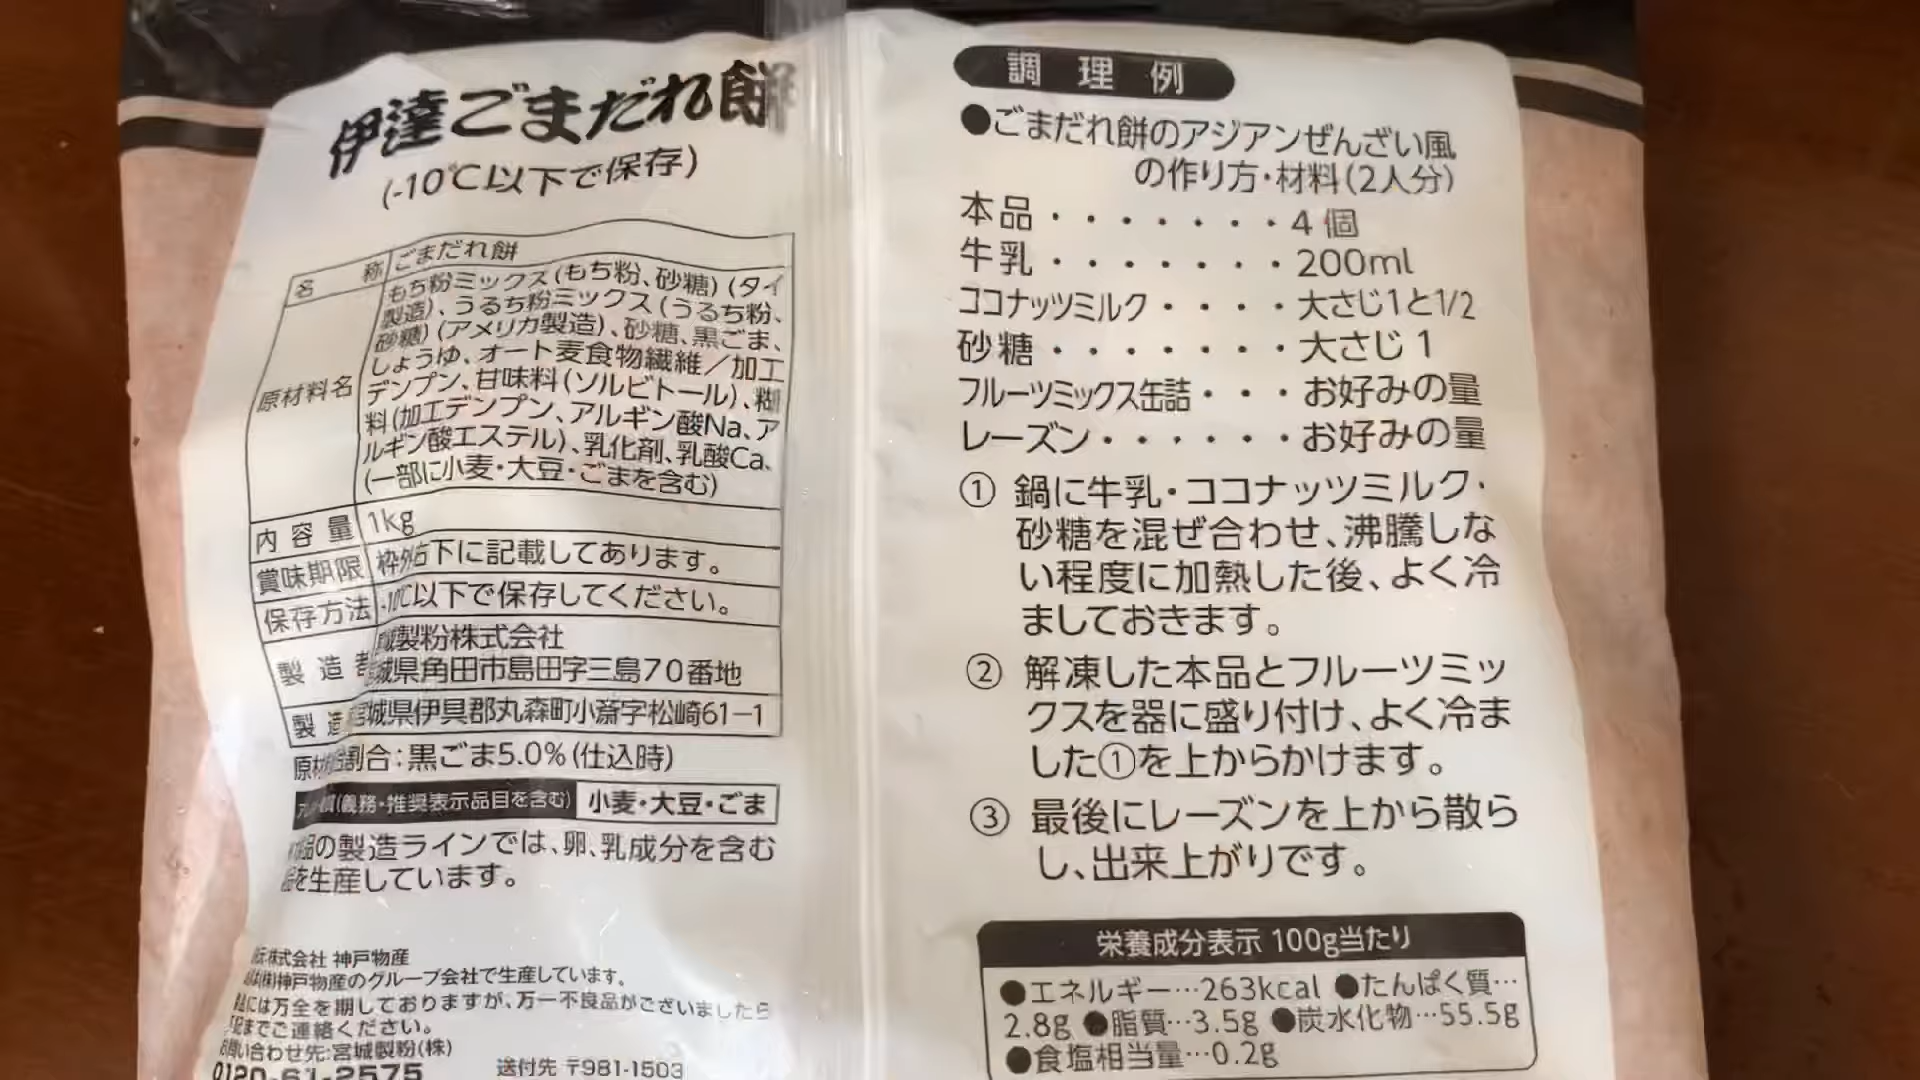 伊達ごまだれ餅
(-10℃以下で保存)
名称 ごまだれ餅
原材料名 もち粉ミックス(もち粉、砂糖)(タイ
製造)、うるち粉ミックス(うるち粉、
砂糖)(アメリカ製造)、砂糖、黒ごま、
しょうゆ、オート麦食物繊維/加工
デンプン、甘味料(ソルビトール)、糊
料(加工デンプン、アルギン酸Na、ア
ルギン酸エステル)、乳化剤、乳酸Ca、
(一部に小麦・大豆・ごまを含む)
内容量 1kg
賞味期限 枠外右下に記載してあります。
保存方法 -10℃以下で保存してください。
製造者 製粉株式会社
城県角田市島田字三島70番地
製造 宮城県伊具郡丸森町小斎字松崎61-1
原材 割合:黒ごま5.0%(仕込時)
(義務・推奨表示品目を含む) 小麦・大豆・ごま
品の製造ラインでは、卵、乳成分を含む
を生産しています。
株式会社 神戸物産
(株)神戸物産のグループ会社で生産しています。
には万全を期しておりますが、万一不良品がございましたら
記までご連絡ください。
お問い合わせ先:宮城製粉(株)
0120-61-2575 送付先 〒981-1503
調理例
●ごまだれ餅のアジアンぜんざい風
の作り方・材料(2人分)
本品・・・・・・・4個
牛乳・・・・・・・200ml
ココナッツミルク・・・・大さじ1と1/2
砂糖・・・・・・・大さじ1
フルーツミックス缶詰・・・お好みの量
レーズン・・・・・・お好みの量
① 鍋に牛乳・ココナッツミルク・
砂糖を混ぜ合わせ、沸騰しな
い程度に加熱した後、よく冷
ましておきます。
② 解凍した本品とフルーツミッ
クスを器に盛り付け、よく冷ま
した①を上からかけます。
③ 最後にレーズンを上から散ら
し、出来上がりです。
栄養成分表示 100g当たり
●エネルギー…263kcal ●たんぱく質…
2.8g ●脂質…3.5g ●炭水化物…55.5g
●食塩相当量…0.2g